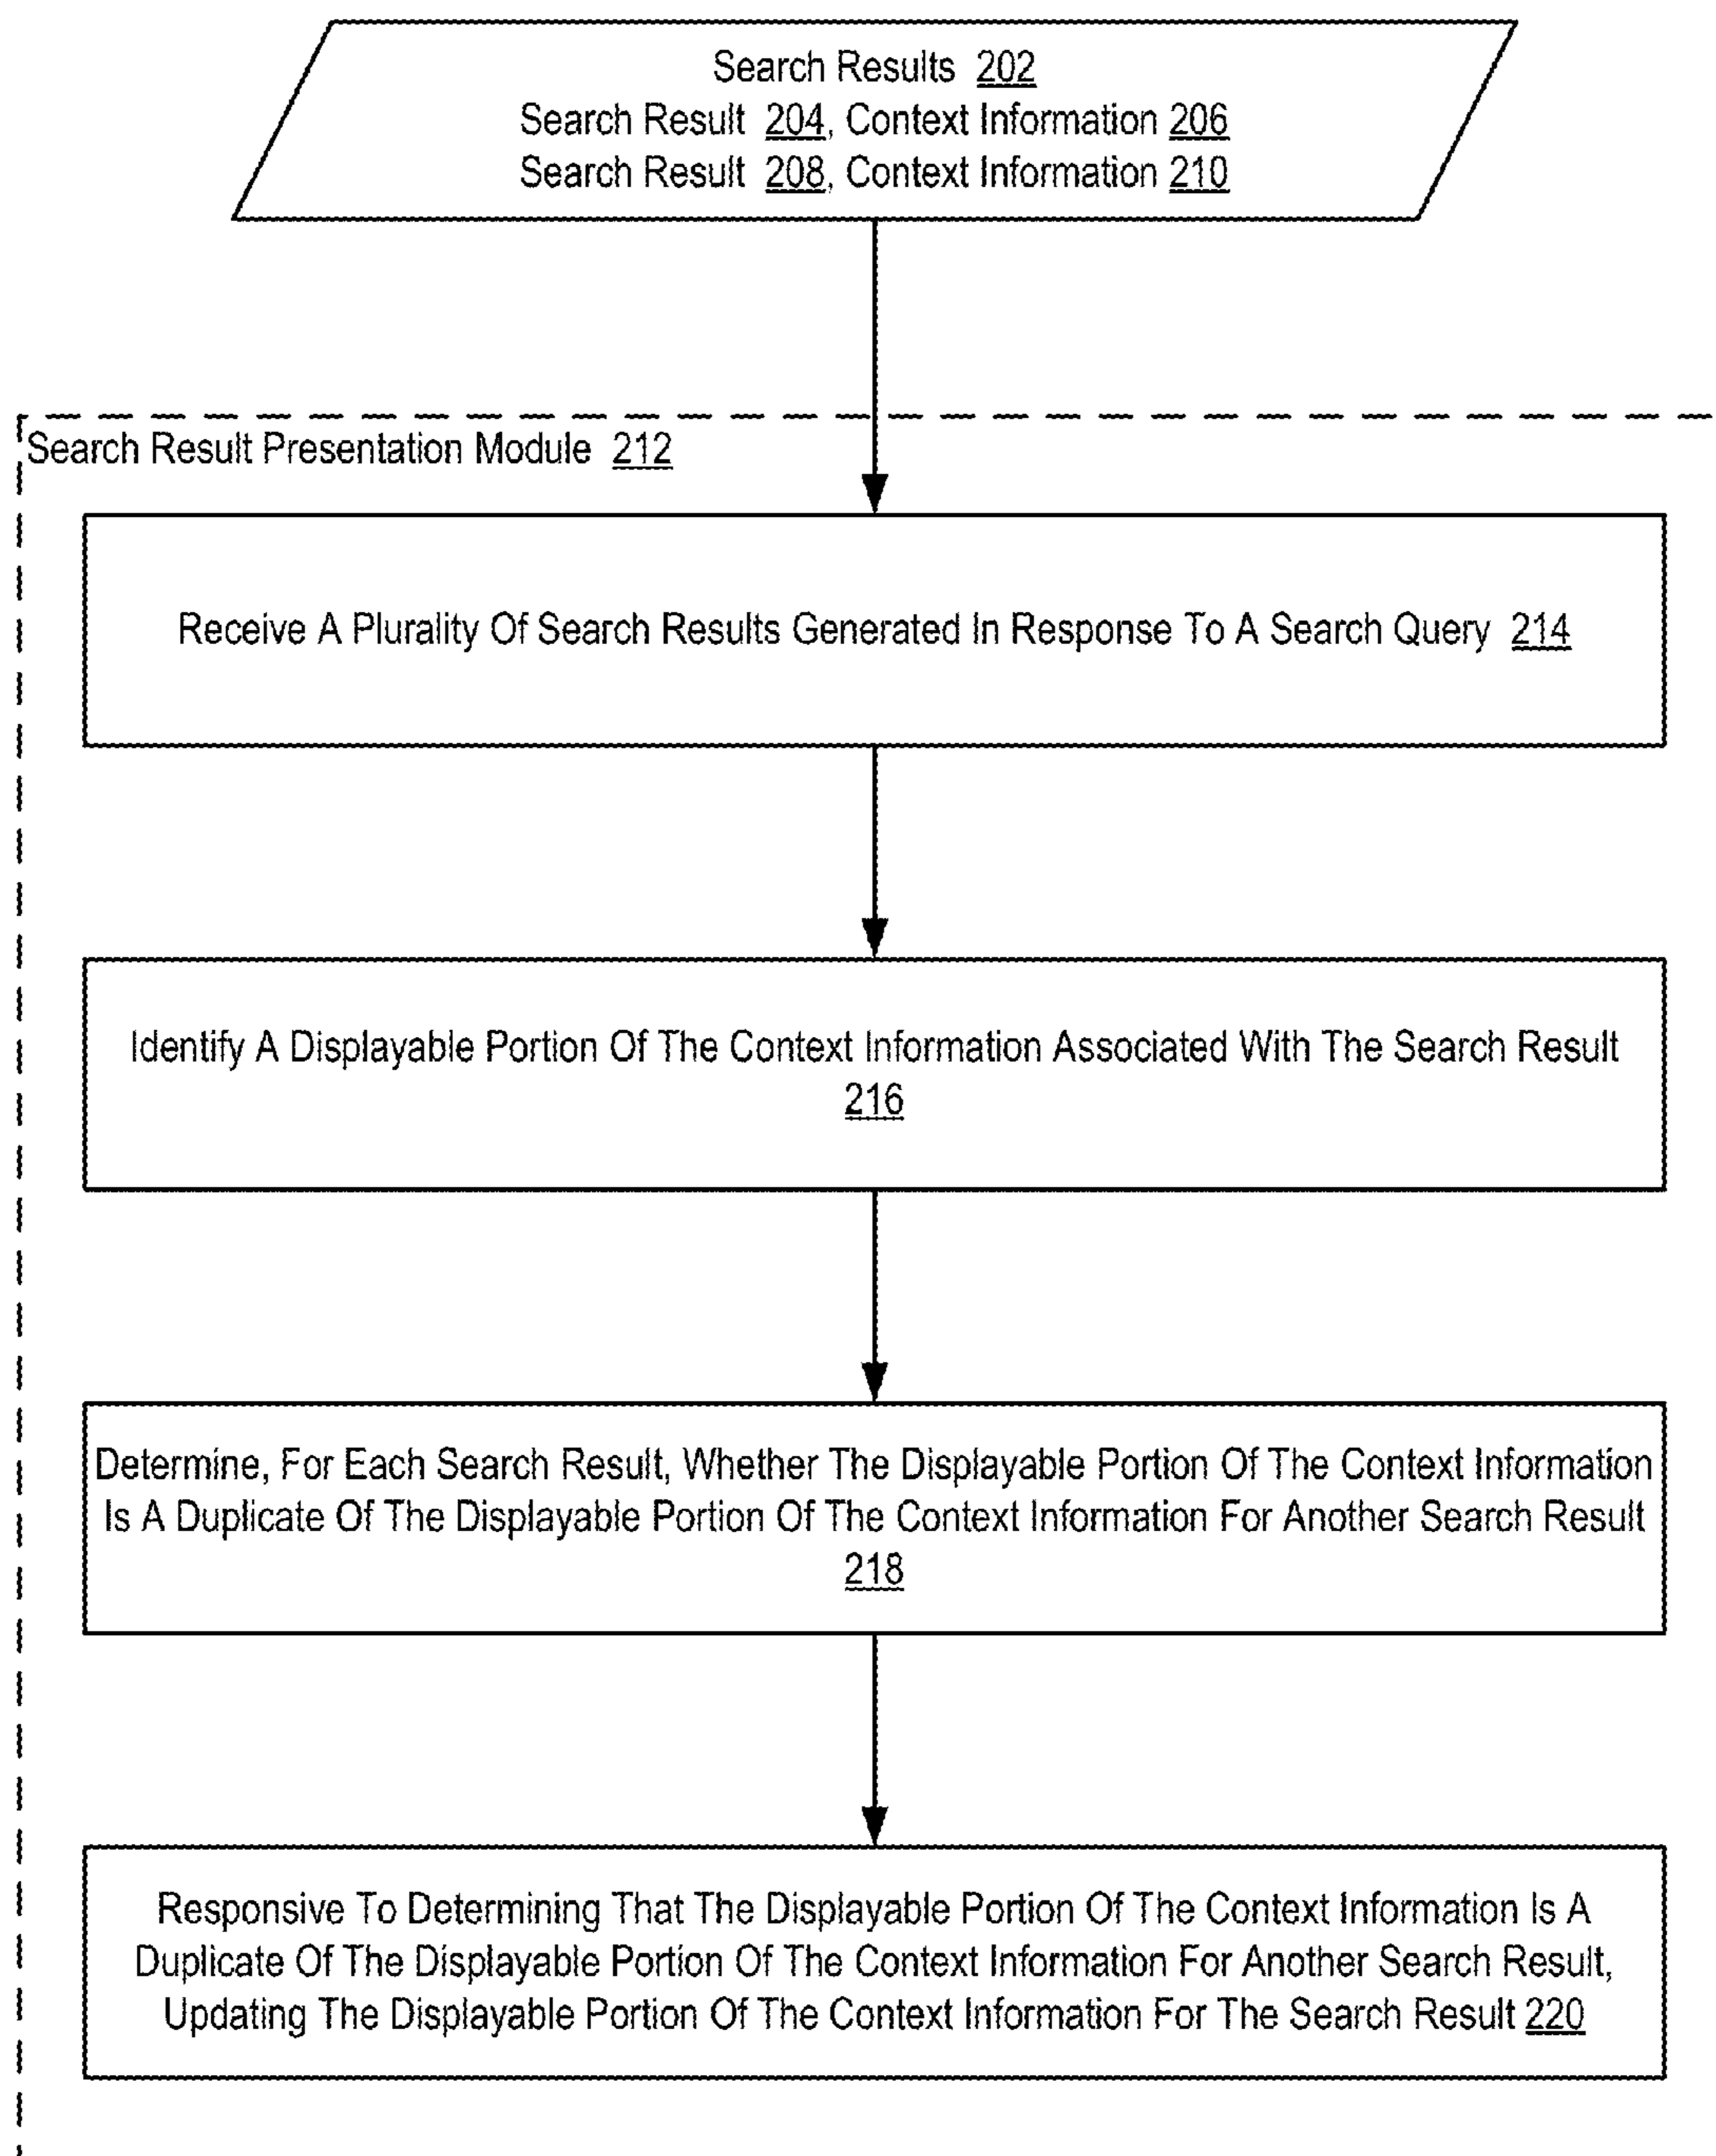 Search Results 202
Search Result 204, Context Information 206
Search Result 208, Context Information 210
Search Result Presentation Module 212
Receive A Plurality Of Search Results Generated In Response To A Search Query 214
Identify A Displayable Portion Of The Context Information Associated With The Search Result
216
Determine, For Each Search Result, Whether The Displayable Portion Of The Context Information
Is A Duplicate Of The Displayable Portion Of The Context Information For Another Search Result
218
Responsive To Determining That The Displayable Portion Of The Context Information Is A
Duplicate Of The Displayable Portion Of The Context Information For Another Search Result,
Updating The Displayable Portion Of The Context Information For The Search Result 220